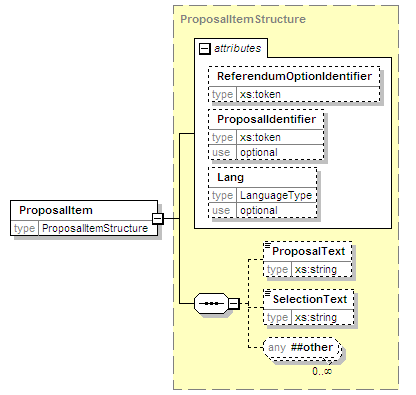 ProposalItemStructure
attributes
ReferendumOptionIdentifier
type xs:token
ProposalIdentifier
type xs:token
use optional
Lang
type LanguageType
use optional
ProposalItem
type ProposalItemStructure
ProposalText
type xs:string
SelectionText
type xs:string
any ##other
0..∞